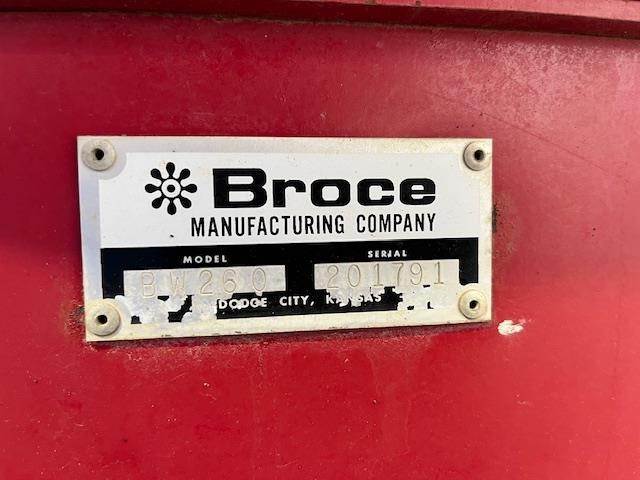 Broce
MANUFACTURING COMPANY
MODEL SERIAL
BW260 201791
DODGE CITY, KANSAS